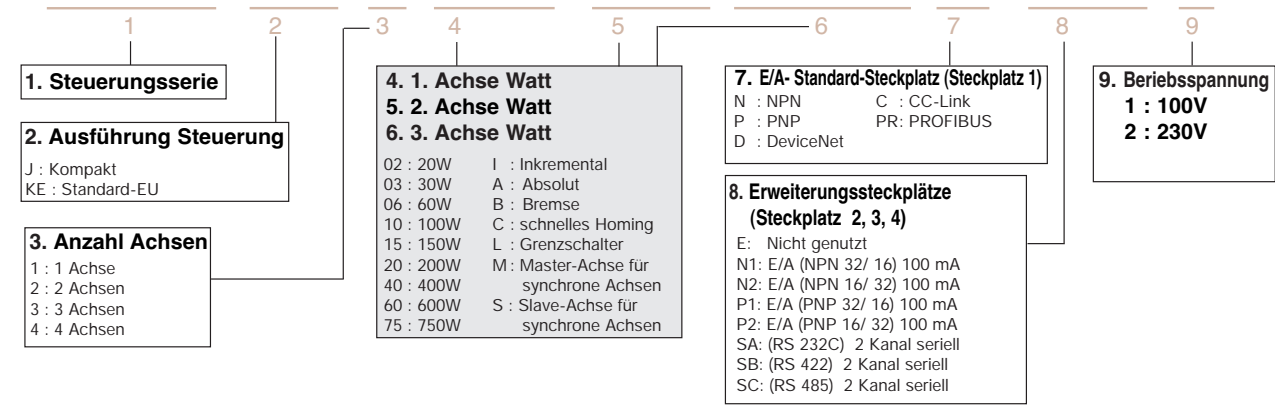 1 2 3 4 5 6 7 8 9
1. Steuerungsserie
2. Ausführung Steuerung
J : Kompakt
KE : Standard-EU
3. Anzahl Achsen
1 : 1 Achse
2 : 2 Achsen
3 : 3 Achsen
4 : 4 Achsen
4. 1. Achse Watt
5. 2. Achse Watt
6. 3. Achse Watt
02 : 20W I : Inkremental
03 : 30W A : Absolut
06 : 60W B : Bremse
10 : 100W C : schnelles Homing
15 : 150W L : Grenzschalter
20 : 200W M : Master-Achse für
40 : 400W synchrone Achsen
60 : 600W S : Slave-Achse für
75 : 750W synchrone Achsen
7. E/A- Standard-Steckplatz (Steckplatz 1)
N : NPN C : CC-Link
P : PNP PR: PROFIBUS
D : DeviceNet
8. Erweiterungssteckplätze
(Steckplatz 2, 3, 4)
E: Nicht genutzt
N1: E/A (NPN 32/ 16) 100 mA
N2: E/A (NPN 16/ 32) 100 mA
P1: E/A (PNP 32/ 16) 100 mA
P2: E/A (PNP 16/ 32) 100 mA
SA: (RS 232C) 2 Kanal seriell
SB: (RS 422) 2 Kanal seriell
SC: (RS 485) 2 Kanal seriell
9. Beriebsspannung
1 : 100V
2 : 230V